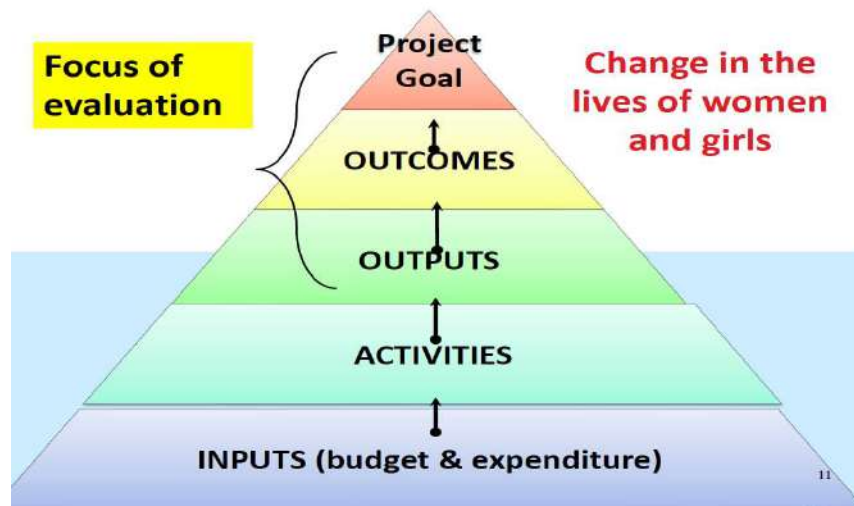 Focus of
evaluation
Project
Goal
Change in the
lives of women
and girls
OUTCOMES
OUTPUTS
ACTIVITIES
INPUTS (budget & expenditure)
11